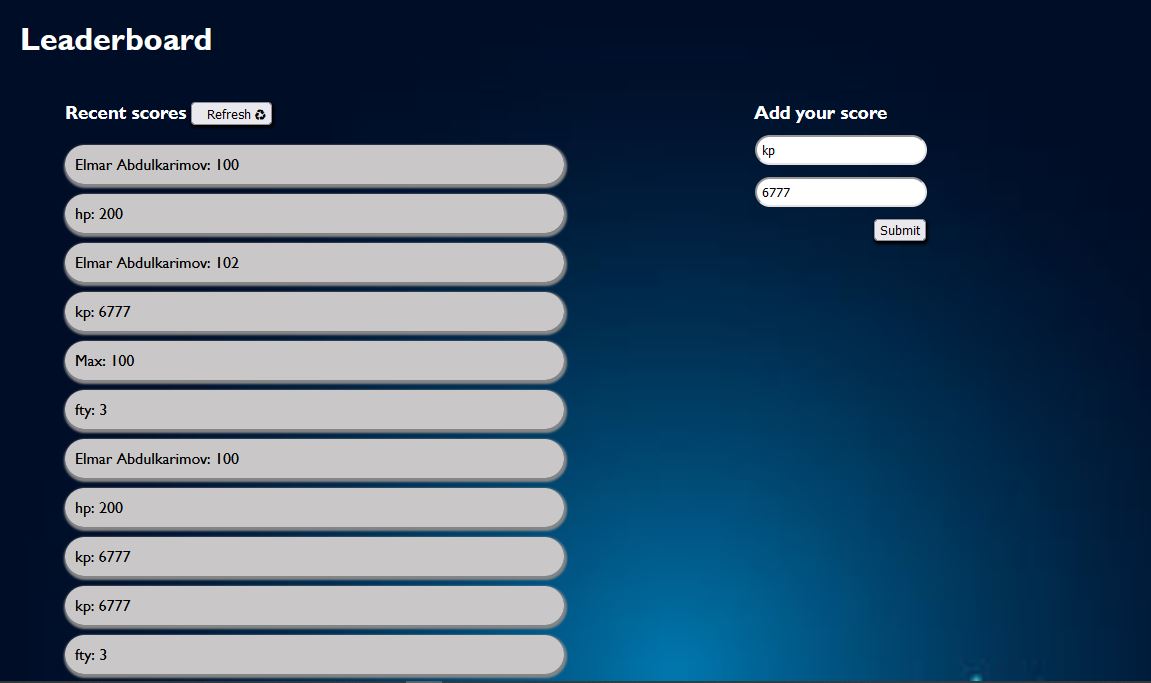 Leaderboard
Recent scores Refresh ♻
Elmar Abdulkarimov: 100
hp: 200
Elmar Abdulkarimov: 102
kp: 6777
Max: 100
fty: 3
Elmar Abdulkarimov: 100
hp: 200
kp: 6777
kp: 6777
fty: 3
Add your score
kp
6777
Submit